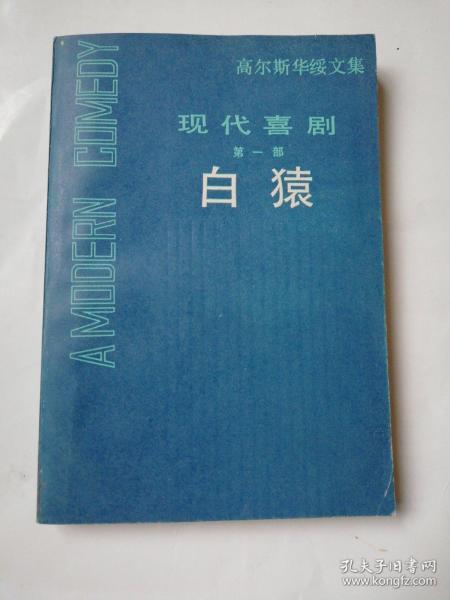 高尔斯华绥文集
现代喜剧
第一部
白猿
A MODERN COMEDY
孔夫子旧书网
www.kongfz.com